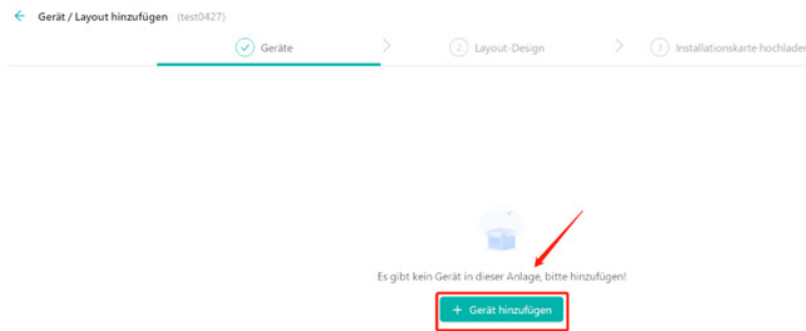 ← Gerät / Layout hinzufügen (test0427)
Geräte > 2 Layout-Design > 3 Installationskarte hochladen
Es gibt kein Gerät in dieser Anlage, bitte hinzufügen!
+ Gerät hinzufügen